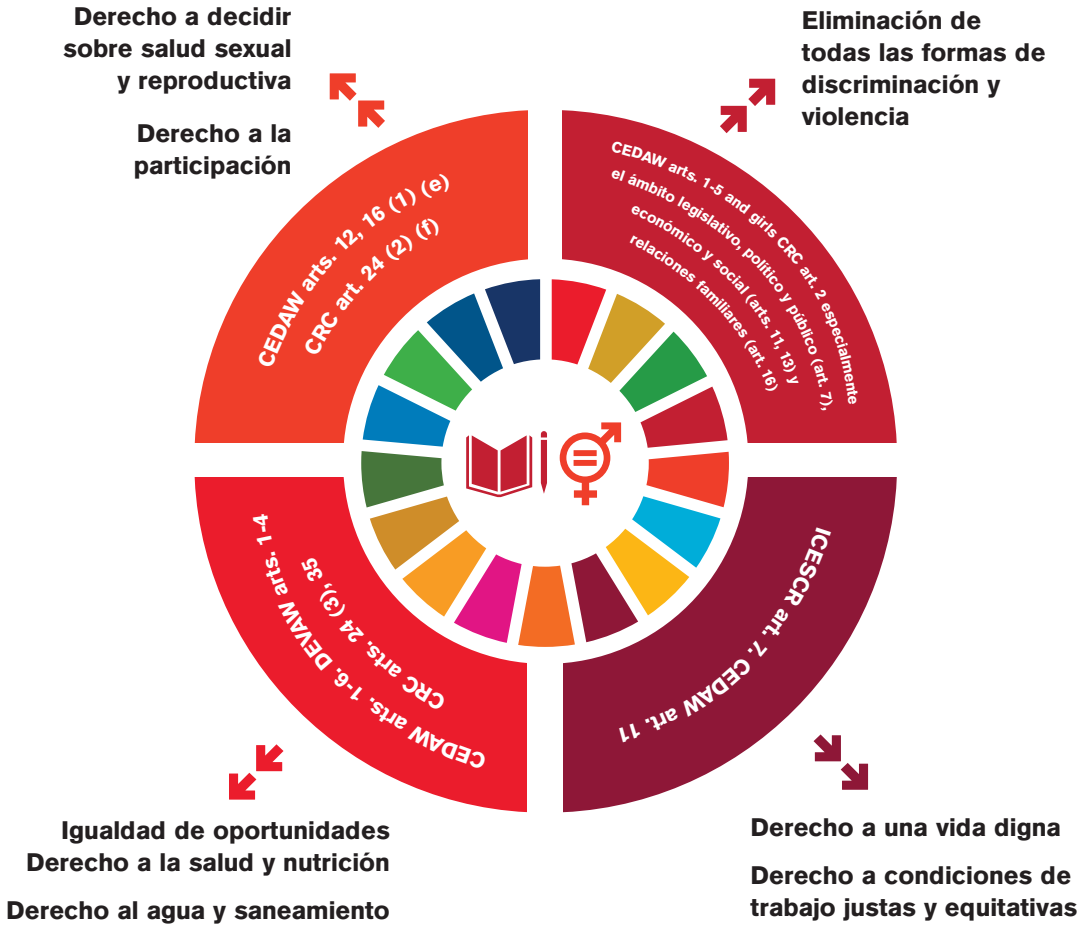 Derecho a decidir
sobre salud sexual
y reproductiva
Derecho a la
participación
Eliminación de
todas las formas de
discriminación y
violencia
CEDAW arts. 12, 16 (1) (e)
CRC art. 24 (2) (f)
CEDAW arts. 1-5 and girls CRC art. 2 especialmente
el ámbito legislativo, político y público (art. 7),
económico y social (arts. 11, 13) y
relaciones familiares (art. 16)
CEDAW arts. 1-6. DEVAW arts. 1-4
CRC arts. 24 (3), 35
ICESCR art. 7. CEDAW art. 11
Igualdad de oportunidades
Derecho a la salud y nutrición
Derecho al agua y saneamiento
Derecho a una vida digna
Derecho a condiciones de
trabajo justas y equitativas